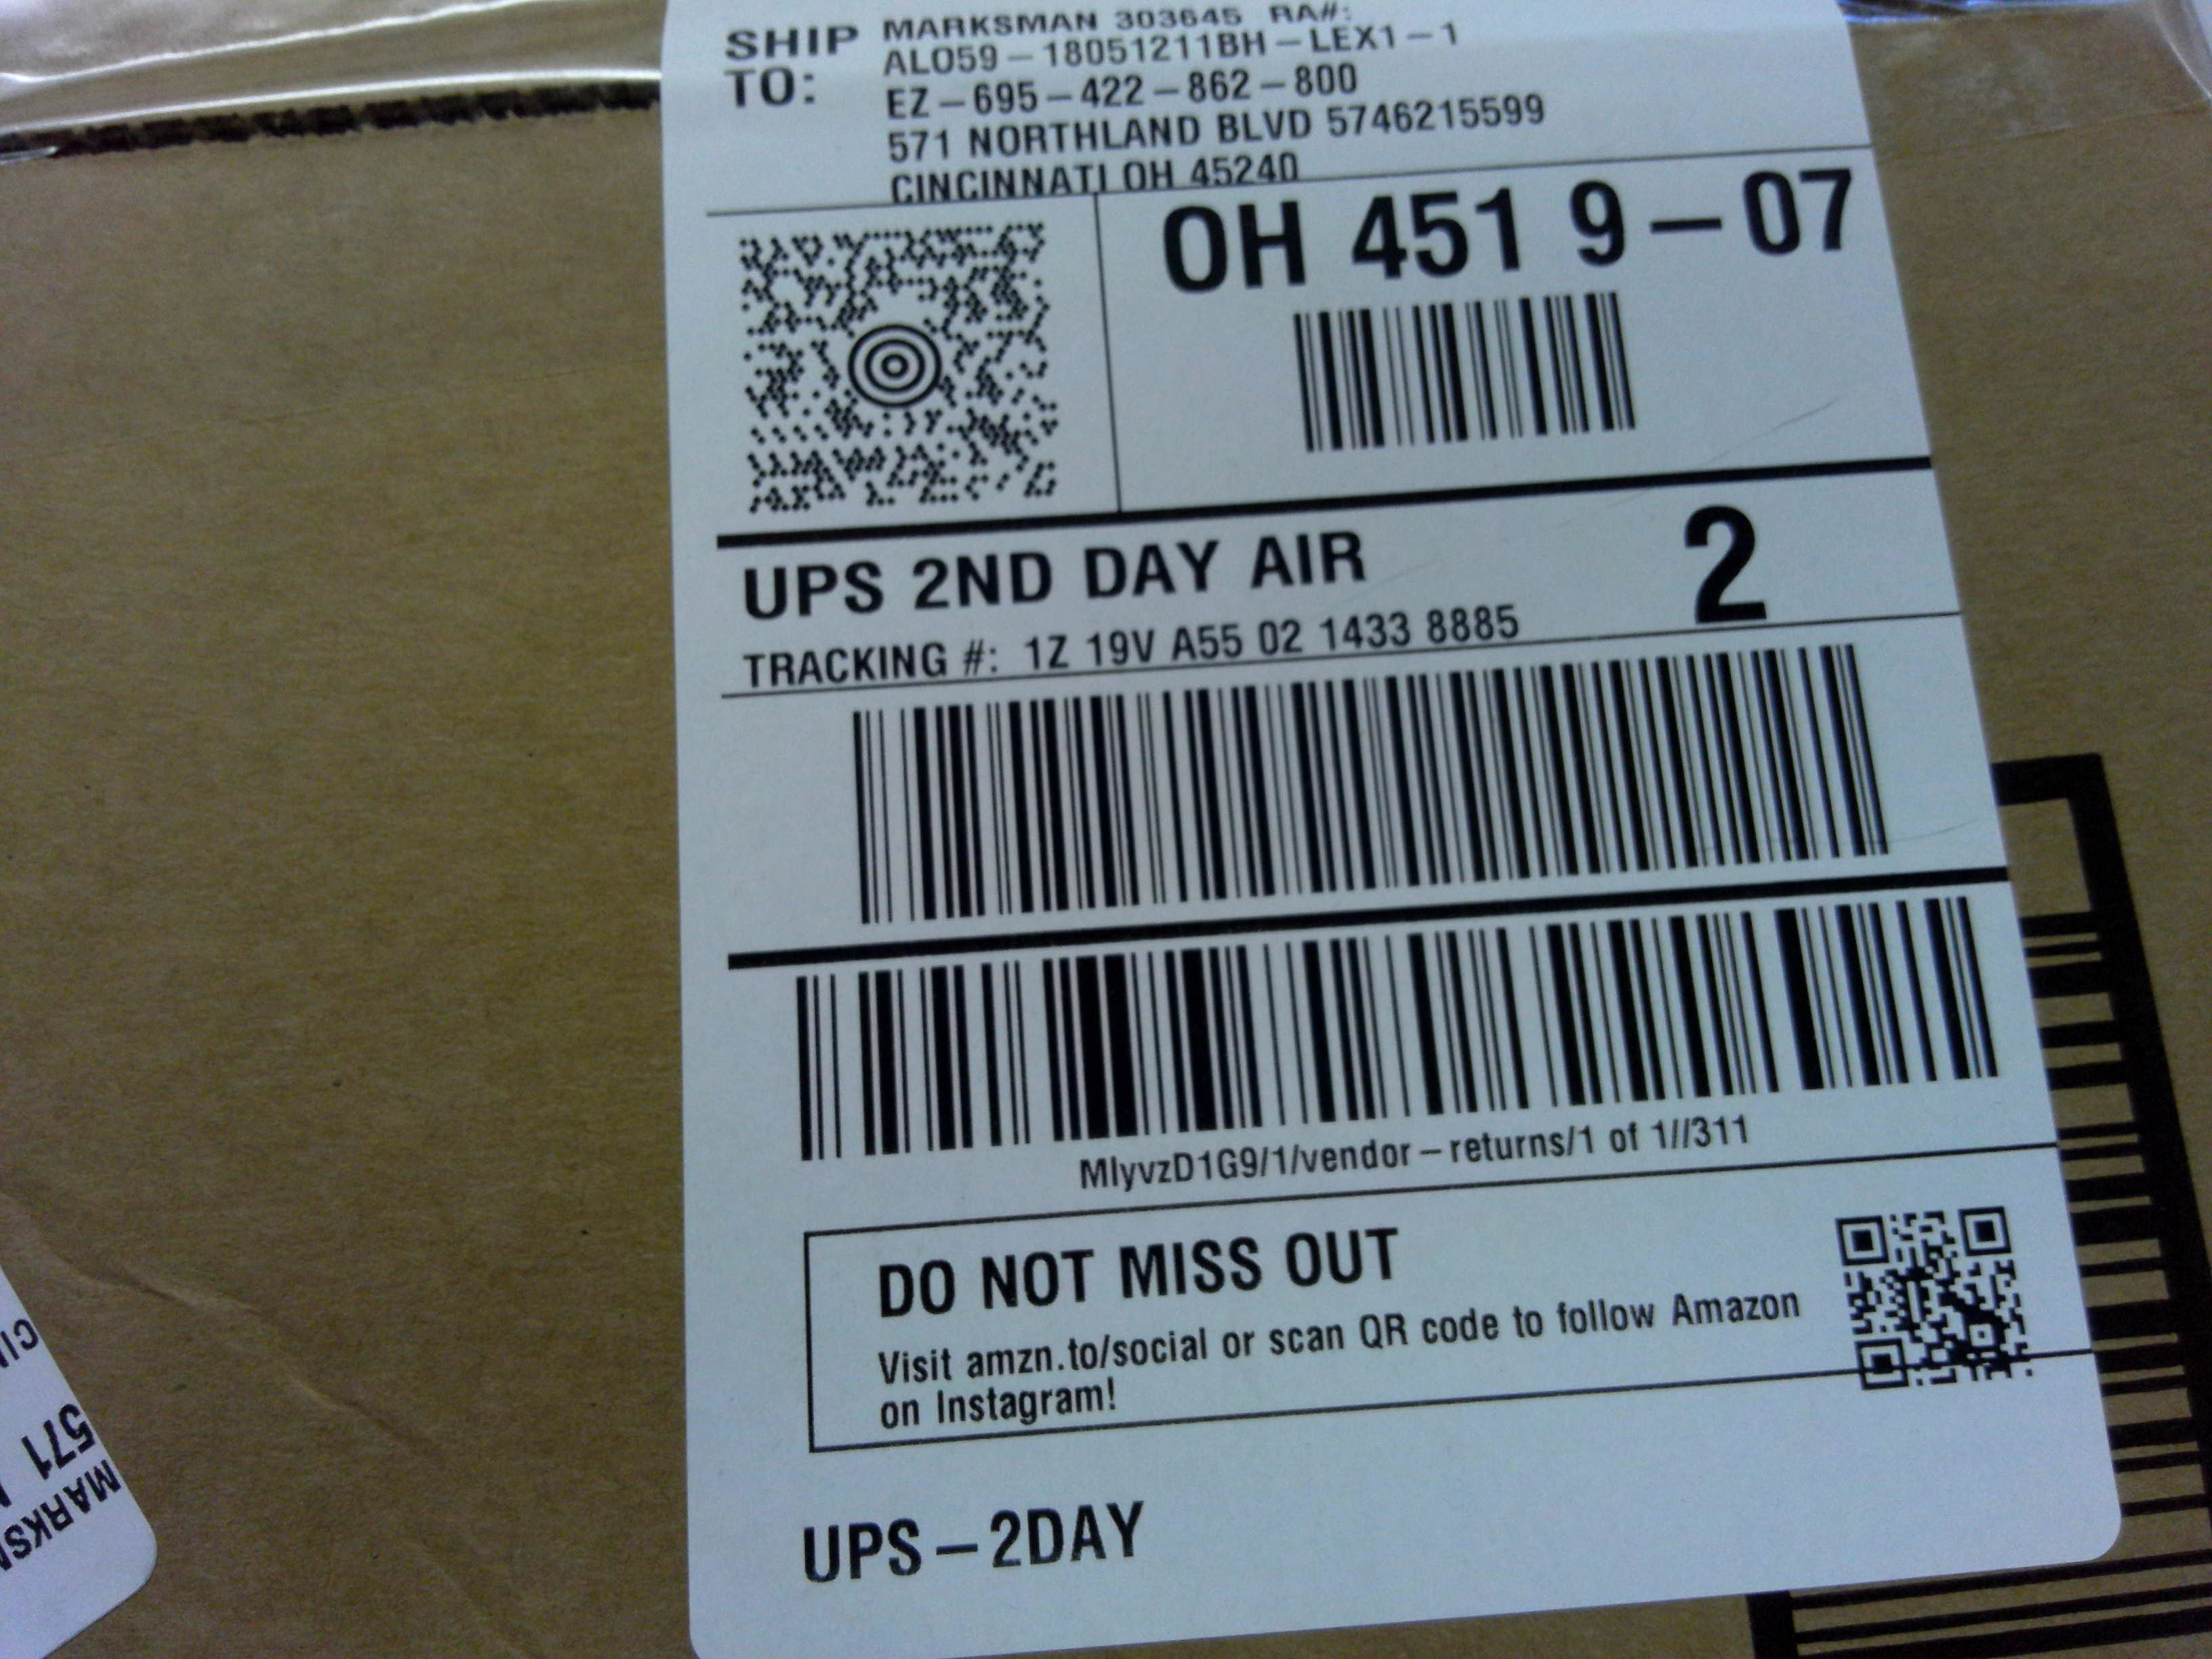 SHIP TO:
MARKSMAN 303645 RA#:
ALO59-18051211BH-LEX1-1
EZ-695-422-862-800
571 NORTHLAND BLVD 5746215599
CINCINNATI OH 45240
OH 451 9-07
UPS 2ND DAY AIR
2
TRACKING #: 1Z 19V A55 02 1433 8885
MlyvzD1G9/1/vendor-returns/1 of 1//311
DO NOT MISS OUT
Visit amzn.to/social or scan QR code to follow Amazon
on Instagram!
UPS-2DAY
571